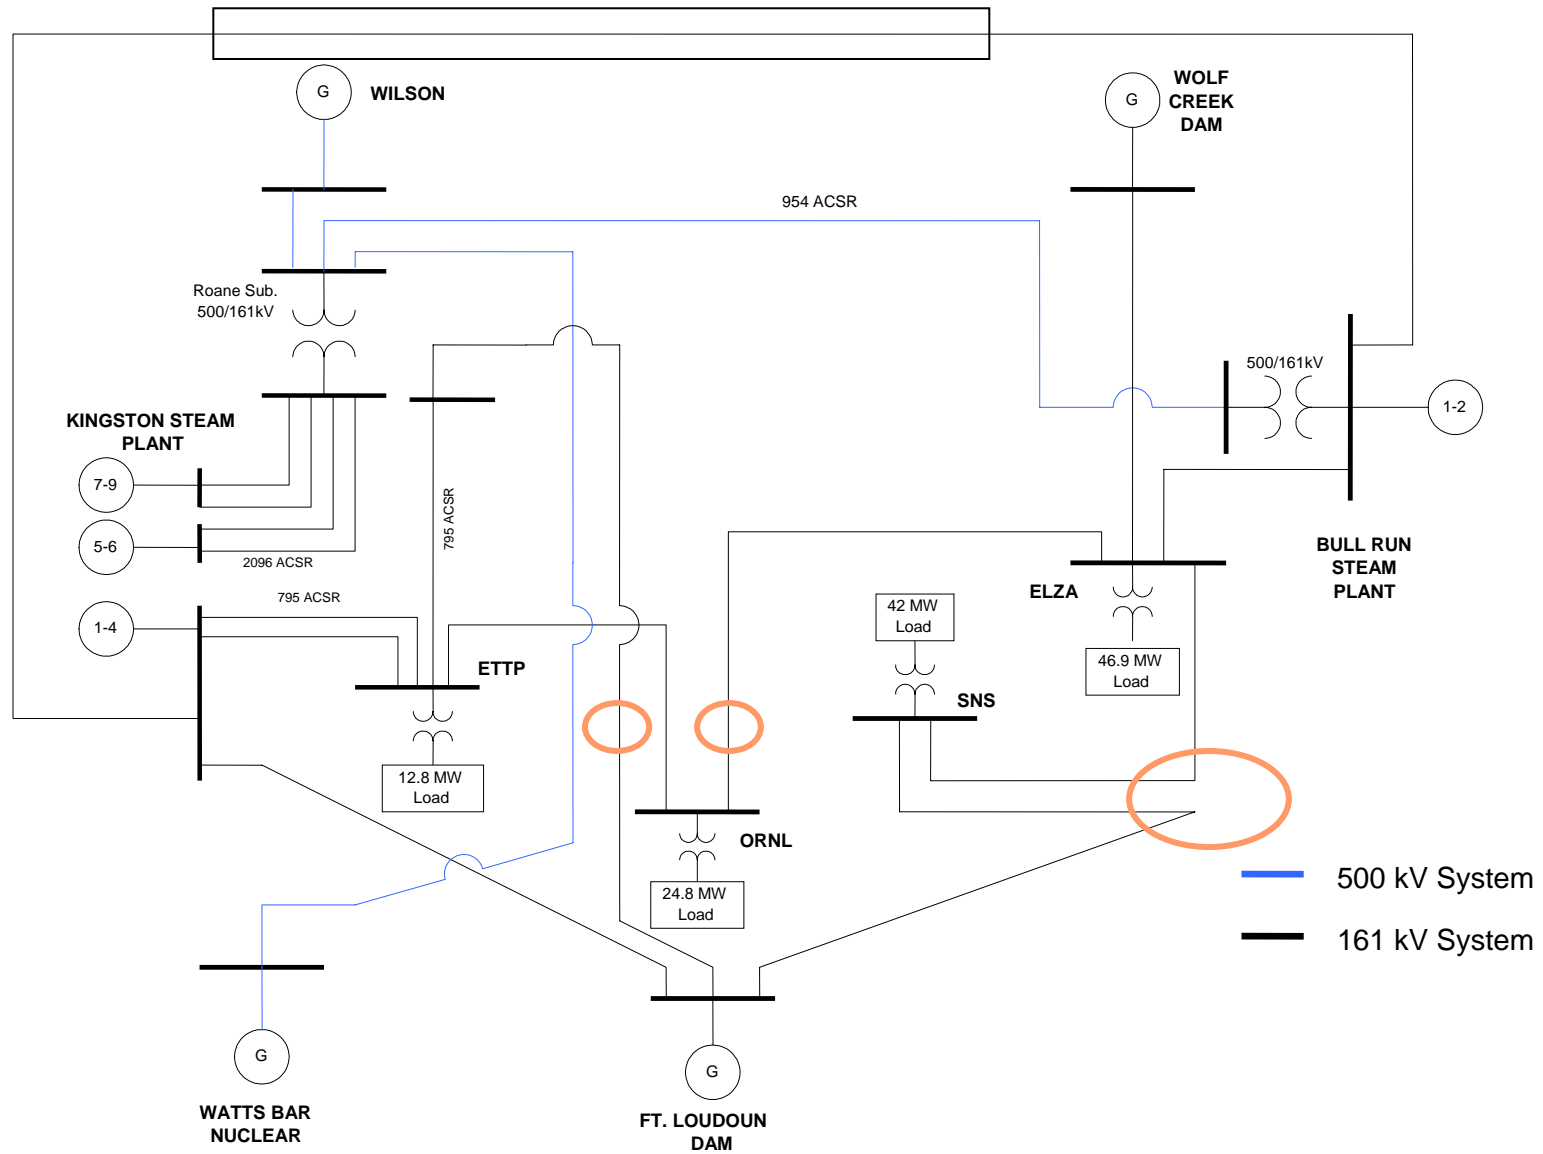 G
WILSON
G
WOLF
CREEK
DAM
954 ACSR
Roane Sub.
500/161kV
500/161kV
1-2
KINGSTON STEAM
PLANT
7-9
5-6
2096 ACSR
795 ACSR
795 ACSR
1-4
BULL RUN
STEAM
PLANT
ELZA
42 MW
Load
46.9 MW
Load
ETTP
SNS
12.8 MW
Load
ORNL
24.8 MW
Load
500 kV System
161 kV System
G
WATTS BAR
NUCLEAR
G
FT. LOUDOUN
DAM